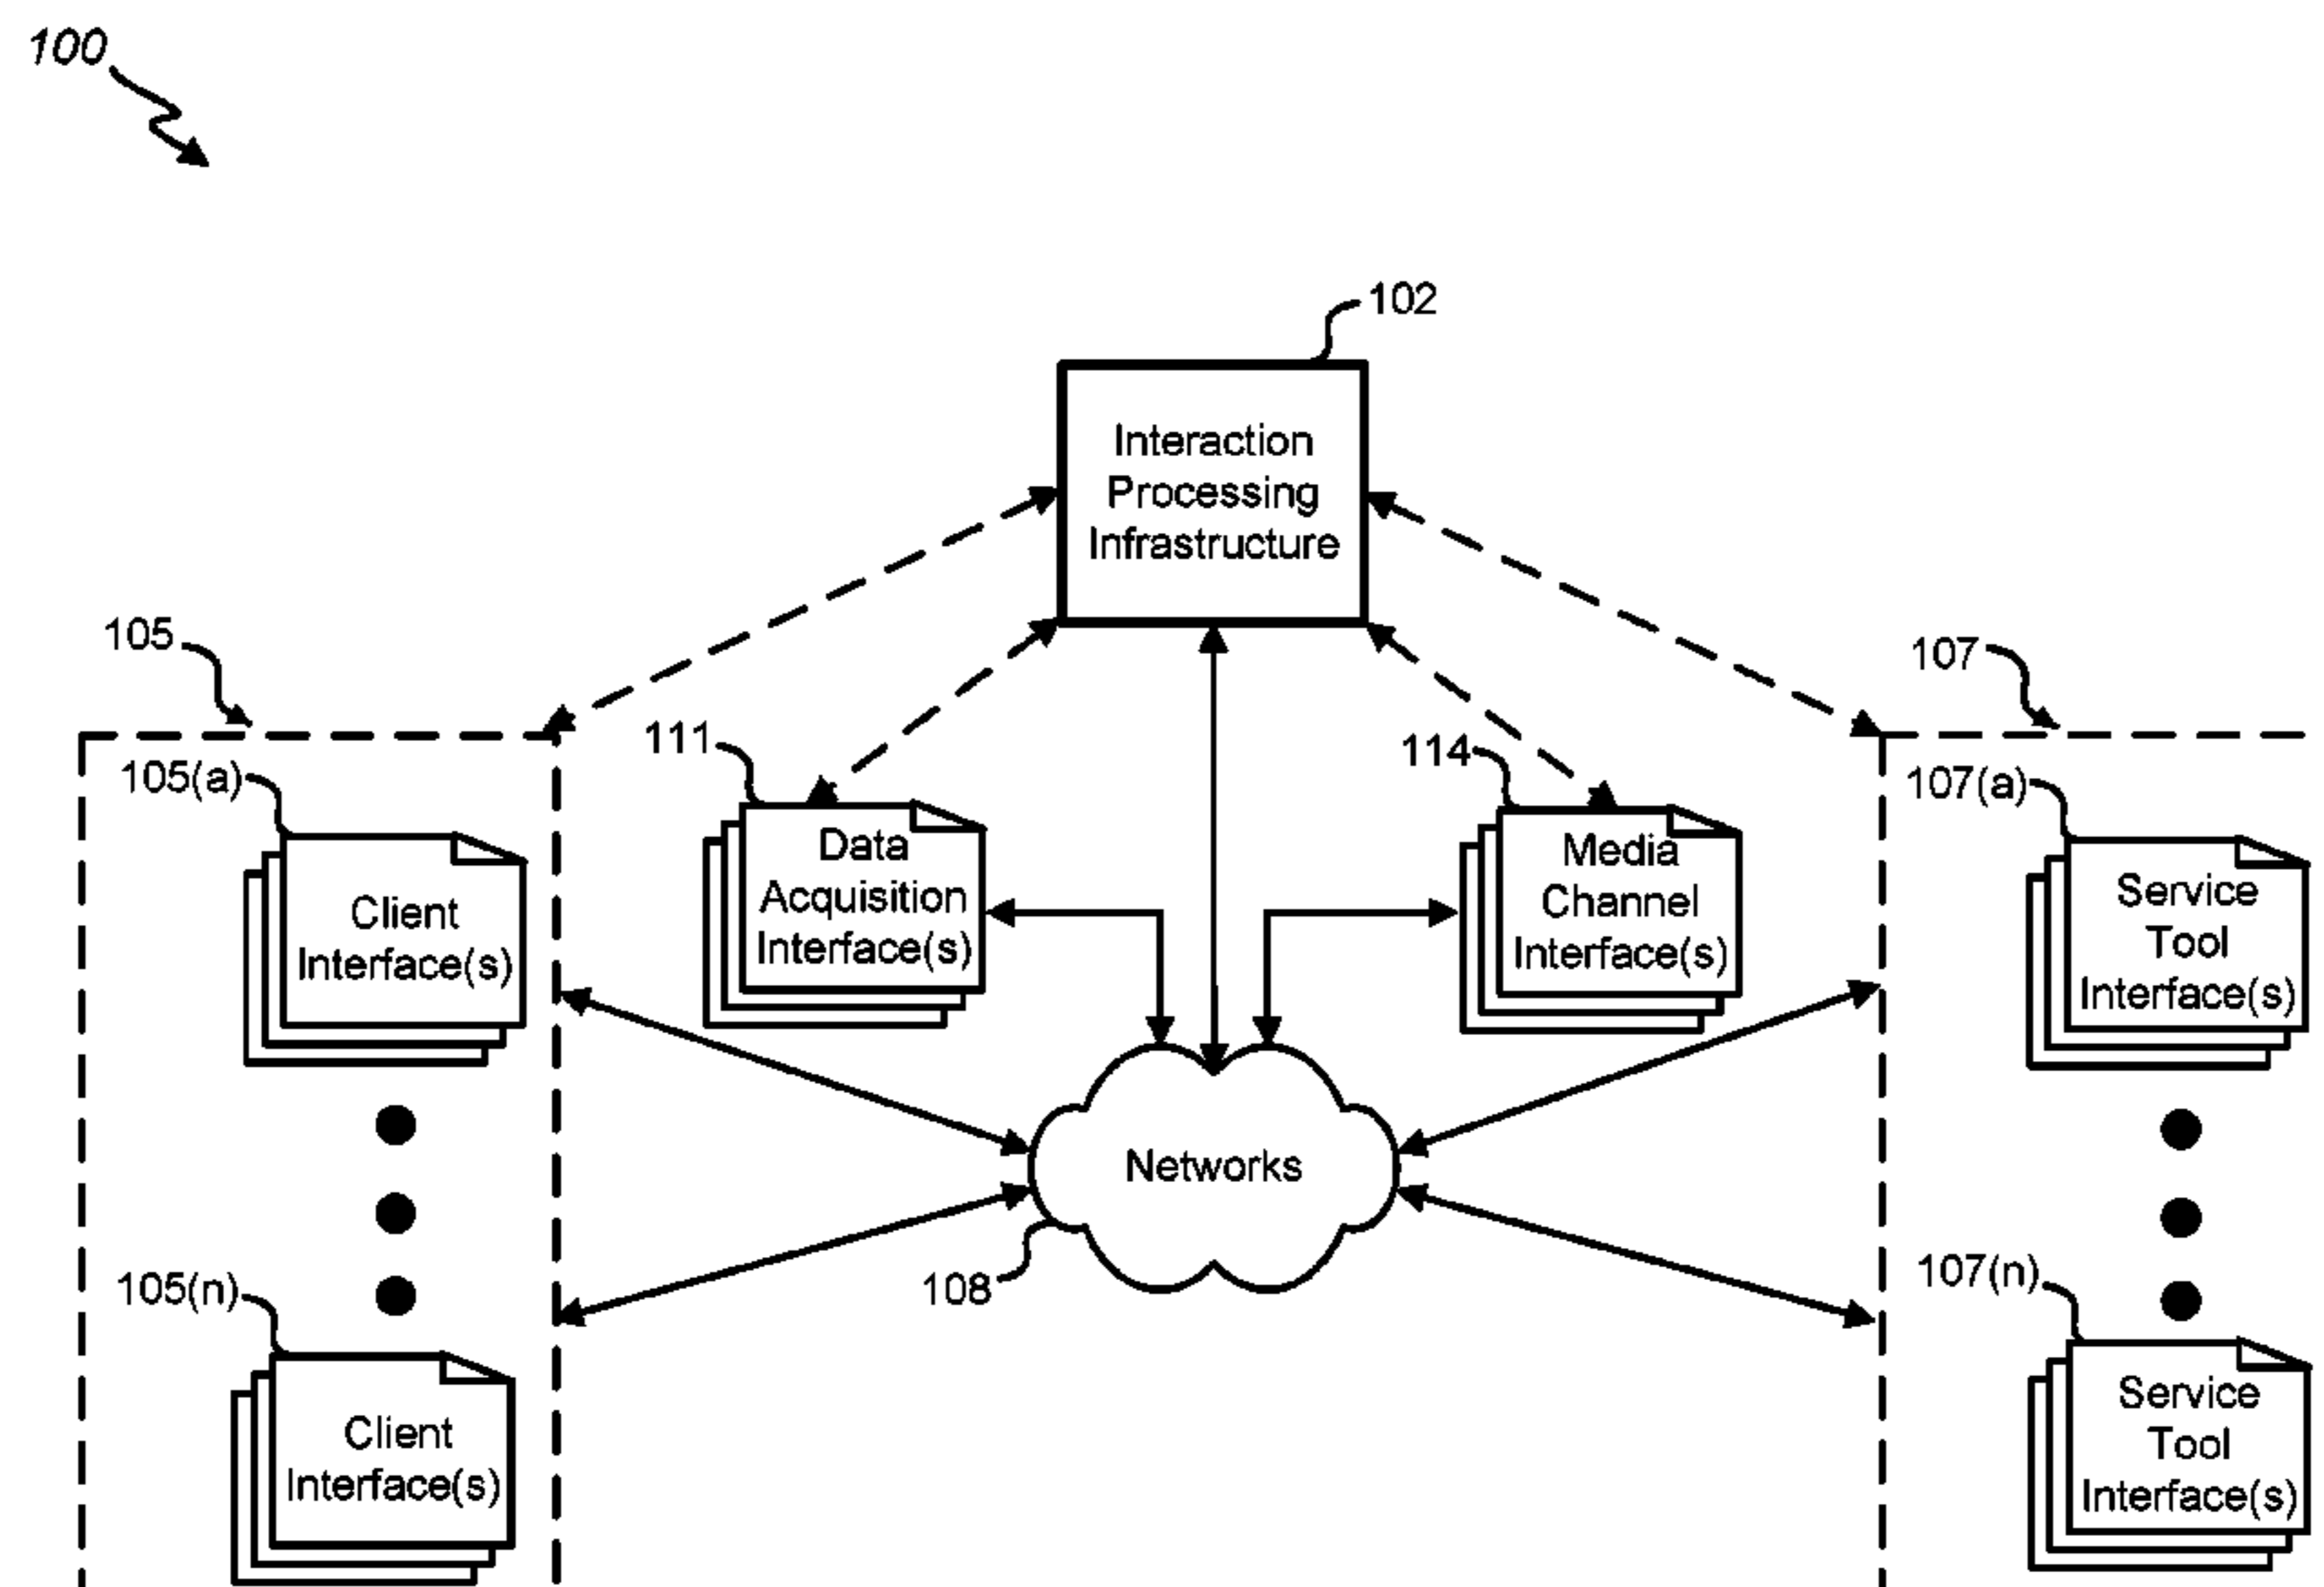 100
102
Interaction
Processing
Infrastructure
105
107
111
114
105(a)
107(a)
Data
Acquisition
Interface(s)
Media
Channel
Interface(s)
Client
Interface(s)
Service
Tool
Interface(s)
Networks
108
105(n)
107(n)
Client
Interface(s)
Service
Tool
Interface(s)